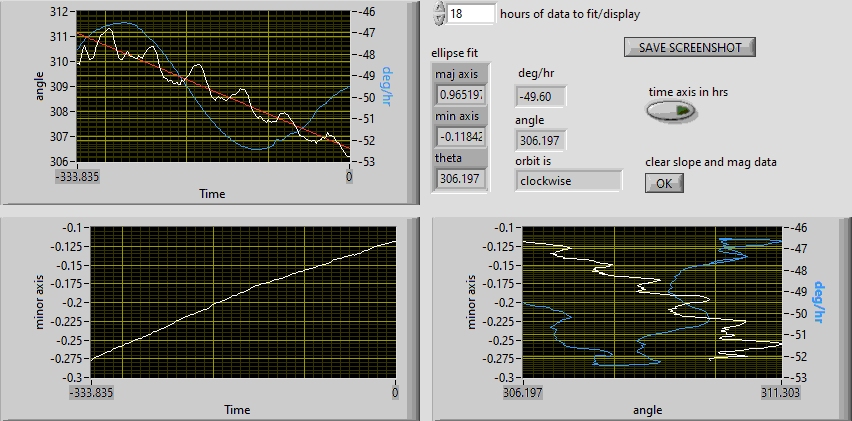 18 hours of data to fit/display
SAVE SCREENSHOT
312
311
310
309
308
307
306
angle
-46
-47
-48
-49
-50
-51
-52
-53
deg/hr
-333.835
0
Time
ellipse fit
maj axis
0.965197
min axis
-0.11842
theta
306.197
deg/hr
-49.60
angle
306.197
orbit is
clockwise
time axis in hrs
clear slope and mag data
OK
-0.1
-0.125
-0.15
-0.175
-0.2
-0.225
-0.25
-0.275
-0.3
minor axis
-333.835
0
Time
-0.1
-0.125
-0.15
-0.175
-0.2
-0.225
-0.25
-0.275
-0.3
minor axis
-46
-47
-48
-49
-50
-51
-52
-53
deg/hr
306.197
311.303
angle